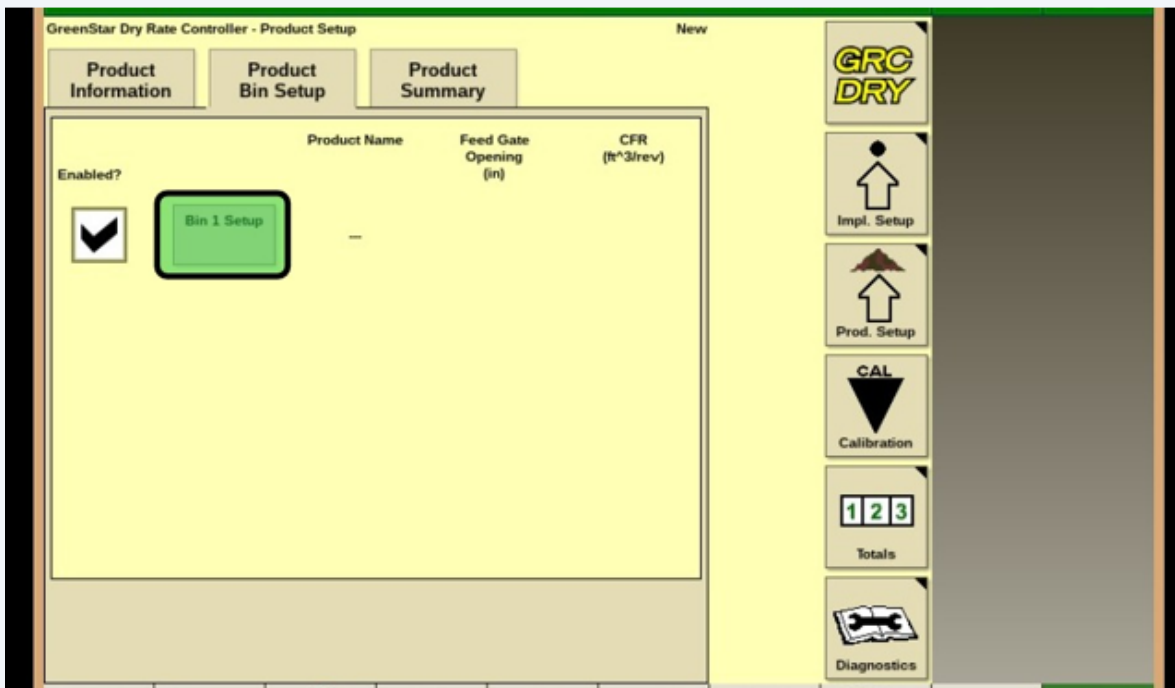 GreenStar Dry Rate Controller - Product Setup
New
Product
Information
Product
Bin Setup
Product
Summary
Product Name
Feed Gate
Opening
(in)
CFR
(ft^3/rev)
Enabled?
Bin 1 Setup
---
GRC
DRY
Impl. Setup
Prod. Setup
CAL
Calibration
1 2 3
Totals
Diagnostics